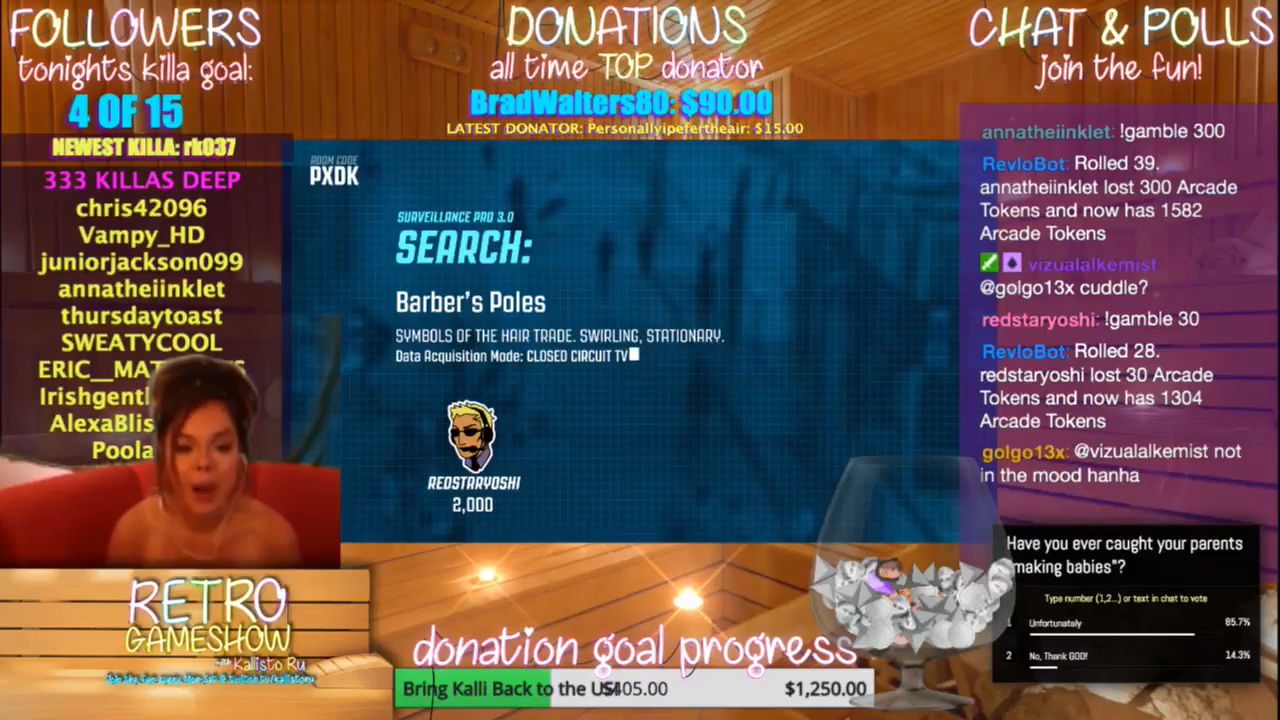 FOLLOWERS
tonights killa goal:
4 OF 15
NEWEST KILLA: rk037
333 KILLAS DEEP
chris42096
Vampy_HD
juniorjackson099
annatheiinklet
thursdaytoast
SWEATYCOOL
ERIC__MA
Irishgentl
AlexaBlis
Poola
RETRO
GAMESHOW
with Kallisto Ru
DONATIONS
all time TOP donator
BradWalters80: $90.00
LATEST DONATOR: Personallyipefertheair: $15.00
ROOM CODE
PXDK
SURVEILLANCE PRO 3.0
SEARCH:
Barber's Poles
SYMBOLS OF THE HAIR TRADE. SWIRLING, STATIONARY.
Data Acquisition Mode: CLOSED CIRCUIT TV
REDSTARYOSHI
2,000
donation goal progress
Bring Kalli Back to the US! $405.00 $1,250.00
CHAT & POLLS
join the fun!
annatheiinklet: !gamble 300
RevloBot: Rolled 39.
annatheiinklet lost 300 Arcade
Tokens and now has 1582
Arcade Tokens
vizualalkemist
@golgo13x cuddle?
redstaryoshi: !gamble 30
RevloBot: Rolled 28.
redstaryoshi lost 30 Arcade
Tokens and now has 1304
Arcade Tokens
golgo13x: @vizualalkemist not
in the mood hanha
Have you ever caught your parents
"making babies"?
Type number (1,2...) or text in chat to vote
1 Unfortunately 85.7%
2 No, Thank GOD! 14.3%